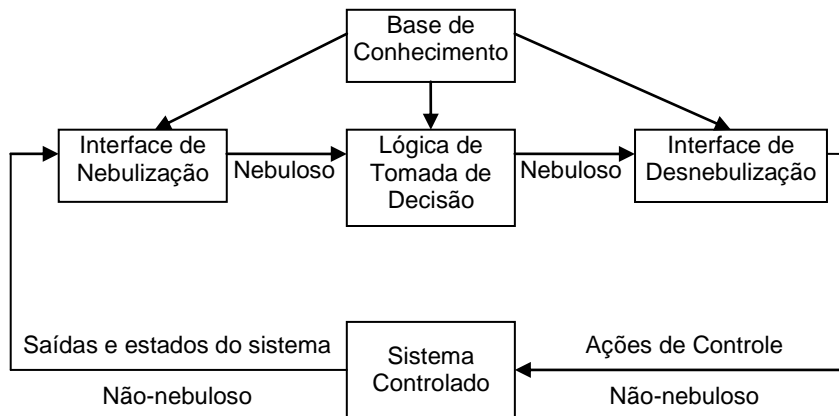 Base de
Conhecimento
Interface de
Nebulização
Nebuloso
Lógica de
Tomada de
Decisão
Nebuloso
Interface de
Desnebulização
Saídas e estados do sistema
Não-nebuloso
Sistema
Controlado
Ações de Controle
Não-nebuloso